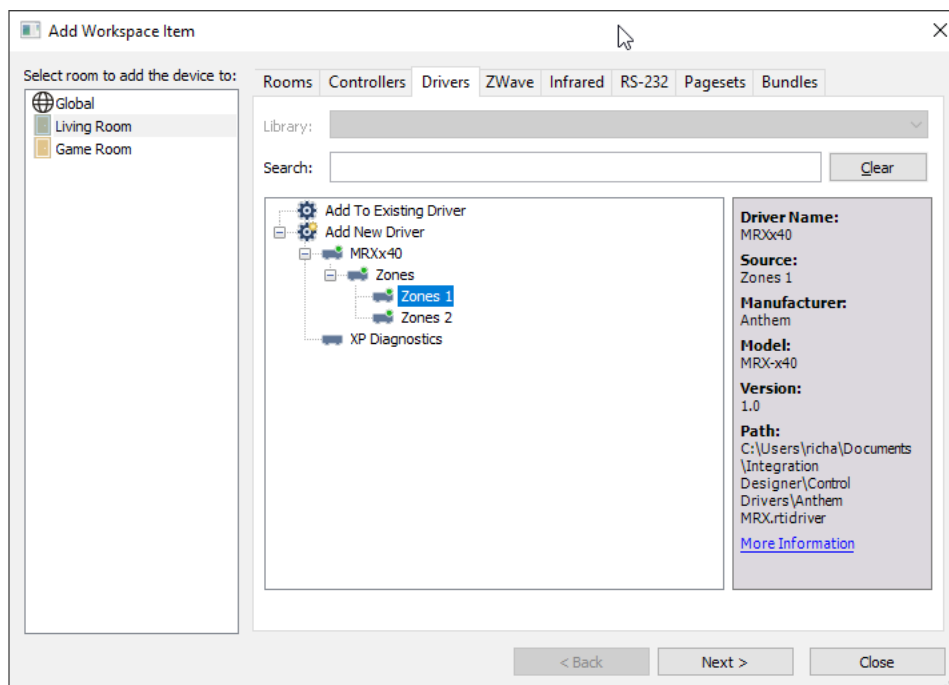 Add Workspace Item
Select room to add the device to:
Global
Living Room
Game Room
Rooms Controllers Drivers ZWave Infrared RS-232 Pagesets Bundles
Library:
Search:
Clear
Add To Existing Driver
Add New Driver
MRXx40
Zones
Zones 1
Zones 2
XP Diagnostics
Driver Name:
MRXx40
Source:
Zones 1
Manufacturer:
Anthem
Model:
MRX-x40
Version:
1.0
Path:
C:\Users\richa\Documents
\Integration
Designer\Control
Drivers\Anthem
MRX.rtidriver
More Information
< Back Next > Close